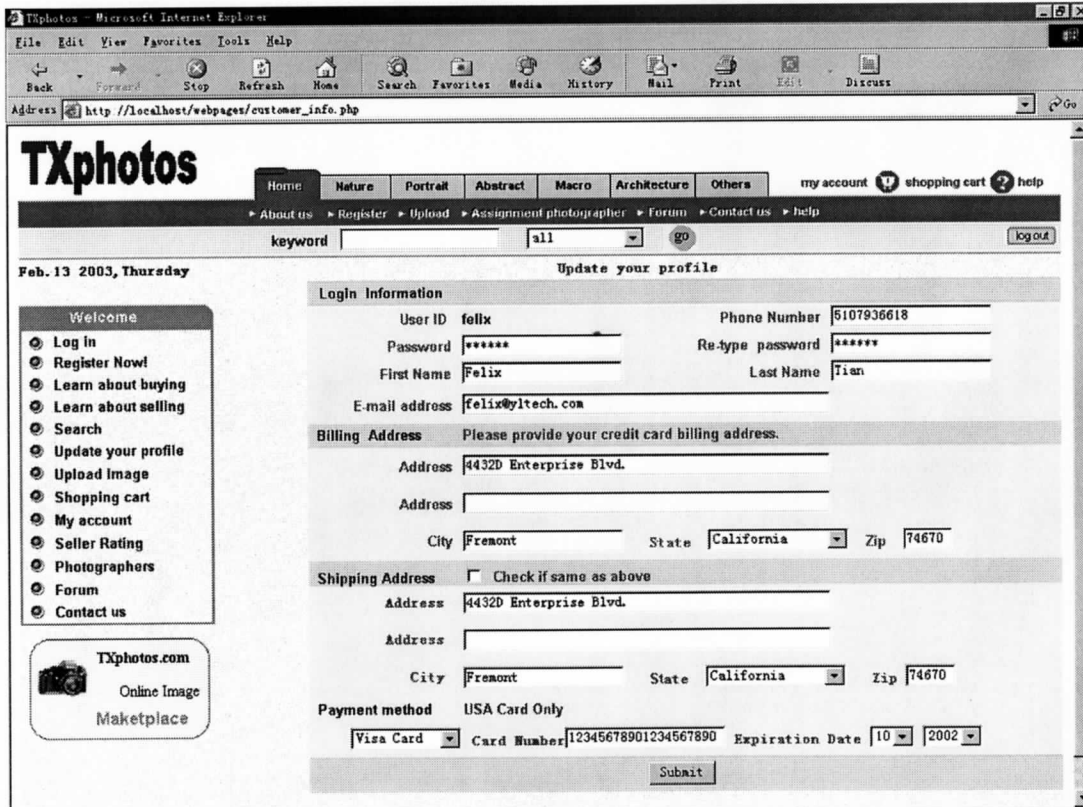 TXphotos - Microsoft Internet Explorer
File Edit View Favorites Tools Help
Back Forward Stop Refresh Home Search Favorites Media History Mail Print Edit Discuss
Address http //localhost/webpages/customer_info.php Go
TXphotos
Home Nature Portrait Abstract Macro Architecture Others my account shopping cart ? help
About us Register Upload Assignment photographer Forum Contact us help
keyword all go log out
Feb. 13 2003, Thursday
Update your profile
Welcome
Log In
Register Now!
Learn about buying
Learn about selling
Search
Update your profile
Upload Image
Shopping cart
My account
Seller Rating
Photographers
Forum
Contact us
TXphotos.com
Online Image
Maketplace
Login Information
User ID felix Phone Number 5107936618
Password ****** Re-type password ******
First Name Felix Last Name Tian
E-mail address felix@yltech.com
Billing Address Please provide your credit card billing address.
Address 4432D Enterprise Blvd.
Address
City Fremont State California Zip 74670
Shipping Address Check if same as above
Address 4432D Enterprise Blvd.
Address
City Fremont State California Zip 74670
Payment method USA Card Only
Visa Card Card Number 12345678901234567890 Expiration Date 10 2002
Submit